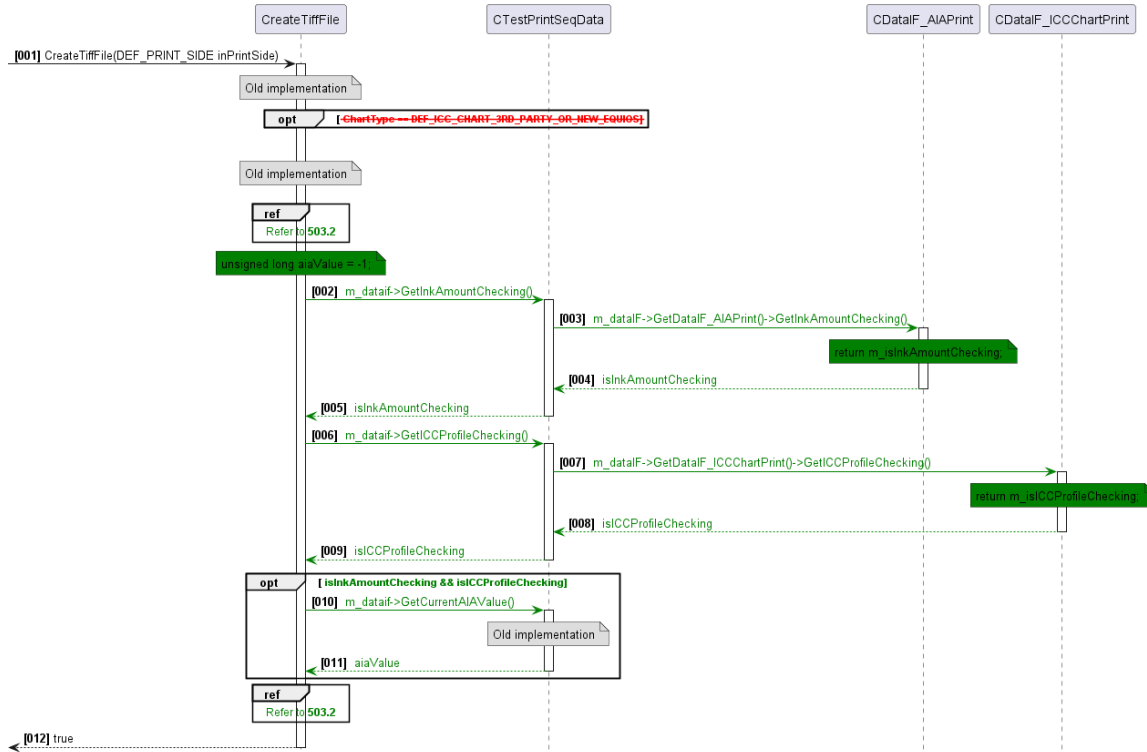 CreateTiffFile
CTestPrintSeqData
CDataIF_AIAPrint
CDataIF_ICCChartPrint
[001] CreateTiffFile(DEF_PRINT_SIDE inPrintSide)
Old implementation
opt [ ChartType == DEF_ICC_CHART_3RD_PARTY_OR_NEW_EQUIOS]
Old implementation
ref
Refer to 503.2
unsigned long aiaValue = -1;
[002] m_dataif->GetInkAmountChecking()
[003] m_dataIF->GetDataIF_AIAPrint()->GetInkAmountChecking()
return m_isInkAmountChecking;
[004] isInkAmountChecking
[005] isInkAmountChecking
[006] m_dataif->GetICCProfileChecking()
[007] m_dataIF->GetDataIF_ICCChartPrint()->GetICCProfileChecking()
return m_isICCProfileChecking;
[008] isICCProfileChecking
[009] isICCProfileChecking
opt [ isInkAmountChecking && isICCProfileChecking]
[010] m_dataif->GetCurrentAIAValue()
Old implementation
[011] aiaValue
ref
Refer to 503.2
[012] true